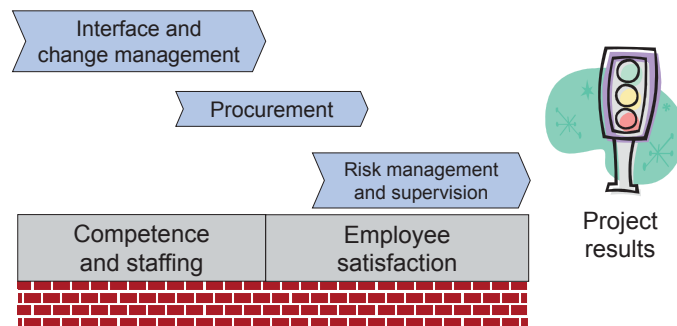 Interface and
change management
Procurement
Risk management
and supervision
Project
results
Competence
and staffing
Employee
satisfaction